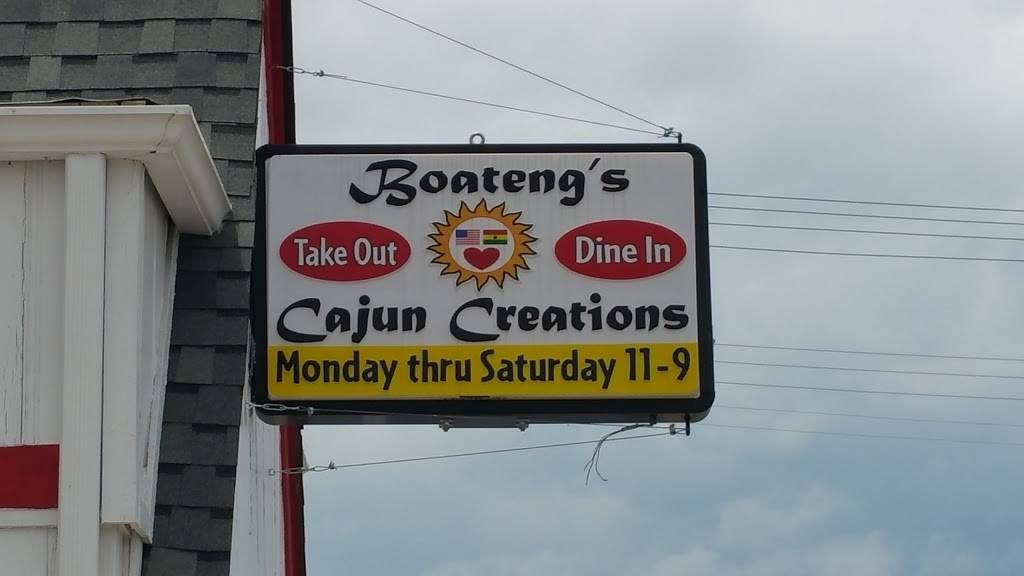 Boateng's
Take Out
Dine In
Cajun Creations
Monday thru Saturday 11-9